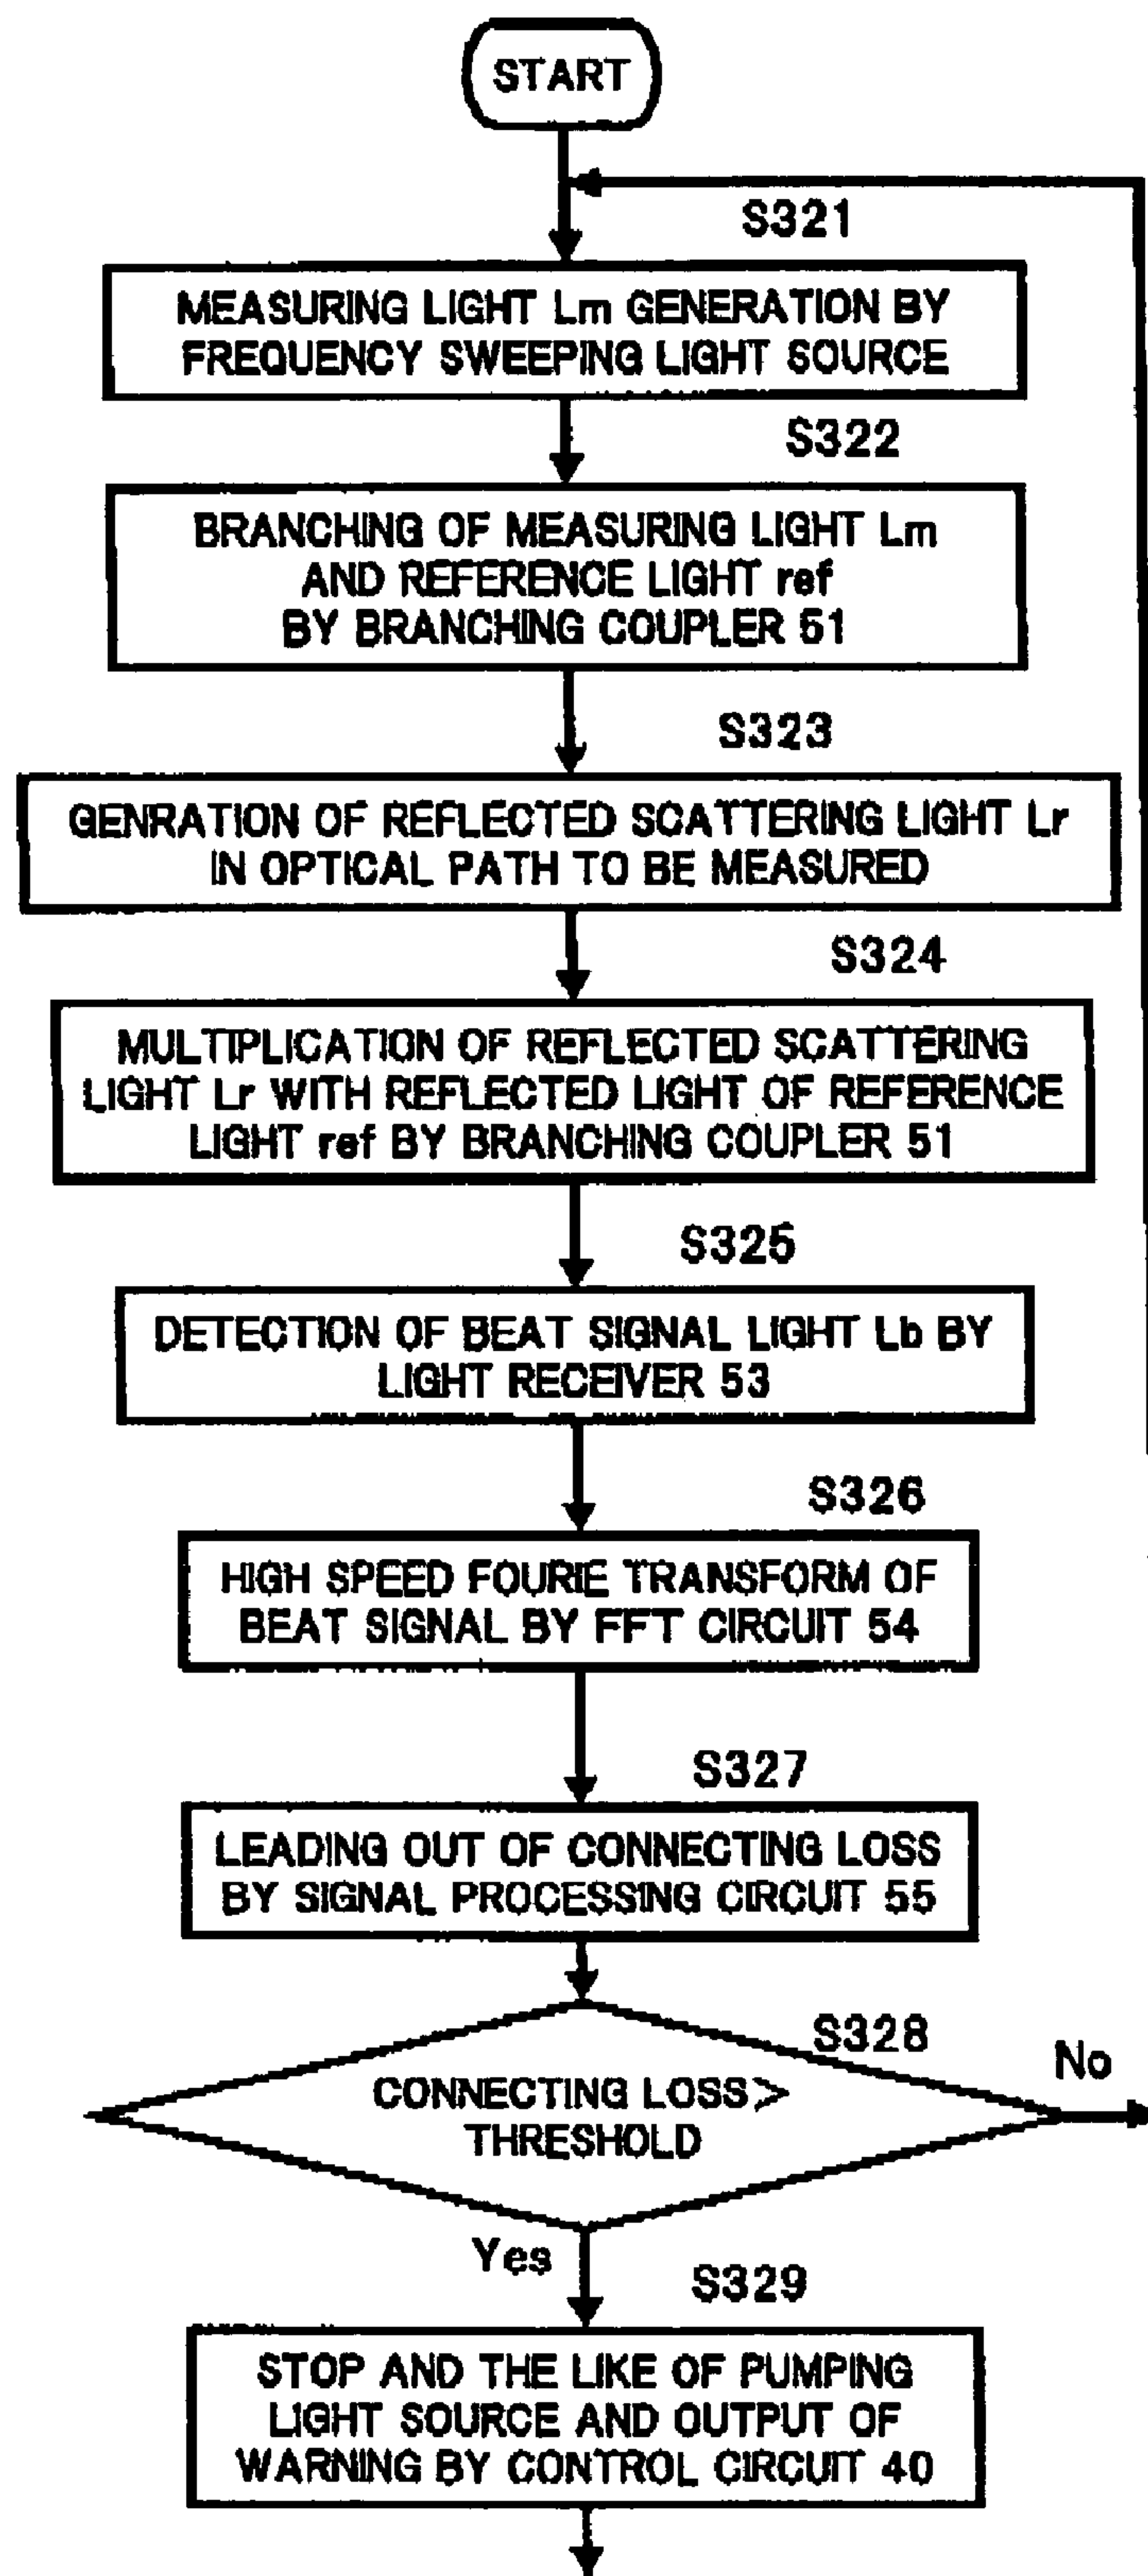 START
S321
MEASURING LIGHT Lm GENERATION BY
FREQUENCY SWEEPING LIGHT SOURCE
S322
BRANCHING OF MEASURING LIGHT Lm
AND REFERENCE LIGHT ref
BY BRANCHING COUPLER 51
S323
GENRATION OF REFLECTED SCATTERING LIGHT Lr
IN OPTICAL PATH TO BE MEASURED
S324
MULTIPLICATION OF REFLECTED SCATTERING
LIGHT Lr WITH REFLECTED LIGHT OF REFERENCE
LIGHT ref BY BRANCHING COUPLER 51
S325
DETECTION OF BEAT SIGNAL LIGHT Lb BY
LIGHT RECEIVER 53
S326
HIGH SPEED FOURIE TRANSFORM OF
BEAT SIGNAL BY FFT CIRCUIT 54
S327
LEADING OUT OF CONNECTING LOSS
BY SIGNAL PROCESSING CIRCUIT 55
S328
No
CONNECTING LOSS>
THRESHOLD
Yes
S329
STOP AND THE LIKE OF PUMPING
LIGHT SOURCE AND OUTPUT OF
WARNING BY CONTROL CIRCUIT 40